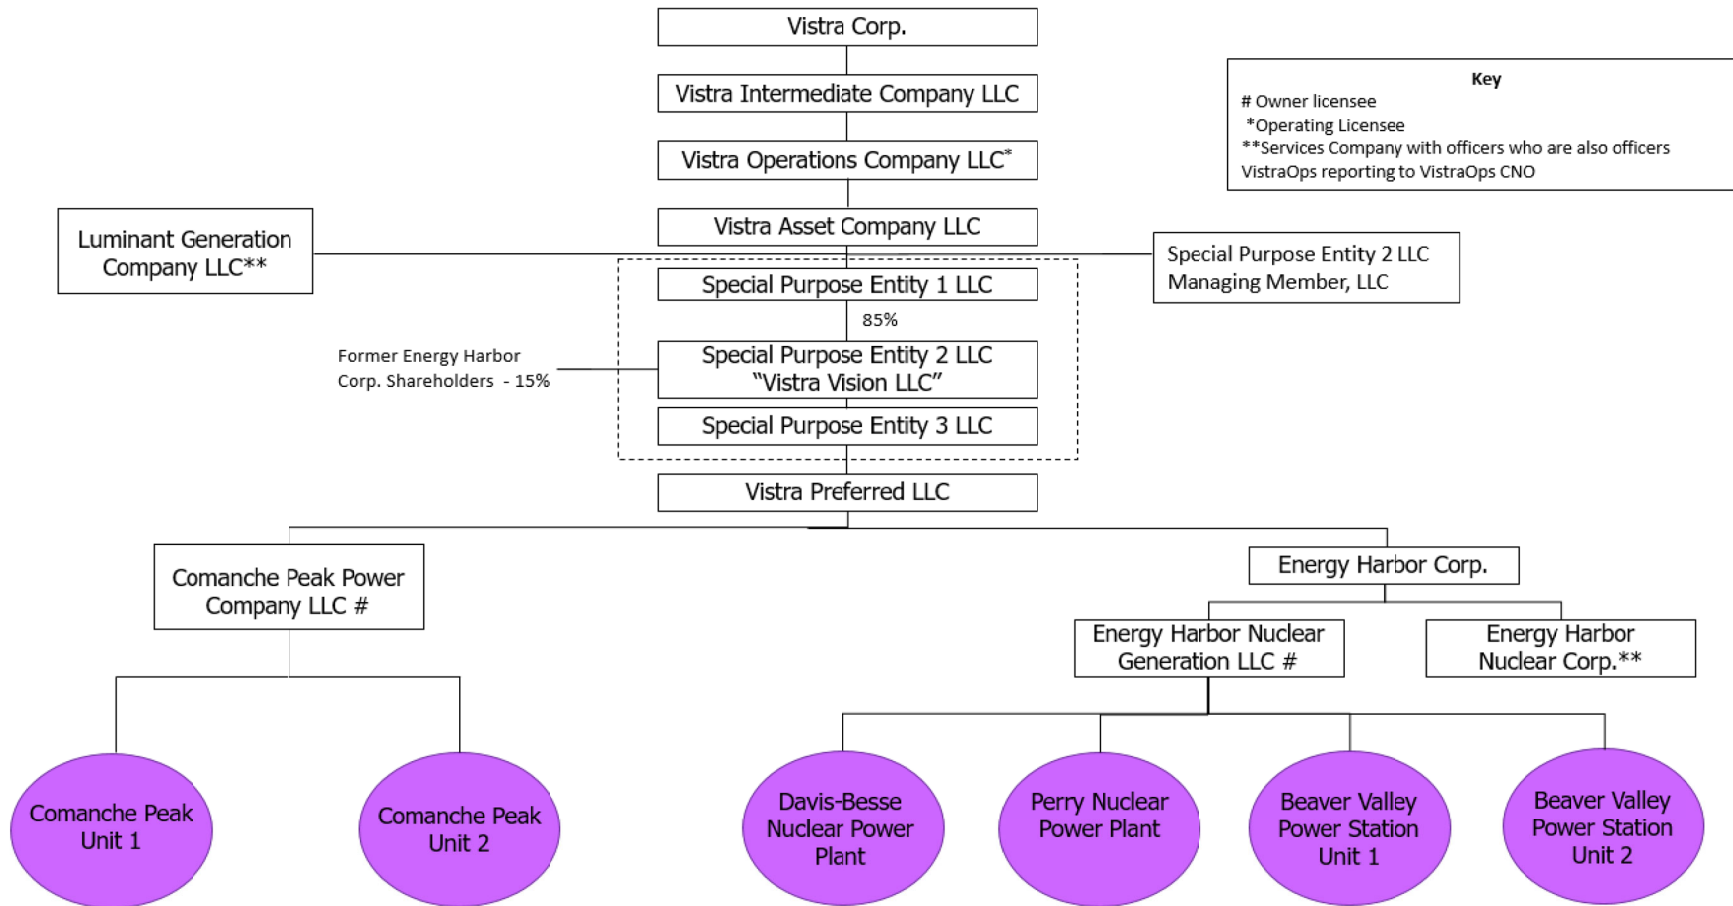 Vistra Corp.
Vistra Intermediate Company LLC
Vistra Operations Company LLC*
Vistra Asset Company LLC
Key
# Owner licensee
*Operating Licensee
**Services Company with officers who are also officers
VistraOps reporting to VistraOps CNO
Luminant Generation
Company LLC**
Special Purpose Entity 2 LLC
Managing Member, LLC
Special Purpose Entity 1 LLC
85%
Former Energy Harbor
Corp. Shareholders - 15%
Special Purpose Entity 2 LLC
“Vistra Vision LLC”
Special Purpose Entity 3 LLC
Vistra Preferred LLC
Comanche Peak Power
Company LLC #
Energy Harbor Corp.
Energy Harbor Nuclear
Generation LLC #
Energy Harbor
Nuclear Corp.**
Comanche Peak
Unit 1
Comanche Peak
Unit 2
Davis-Besse
Nuclear Power
Plant
Perry Nuclear
Power Plant
Beaver Valley
Power Station
Unit 1
Beaver Valley
Power Station
Unit 2